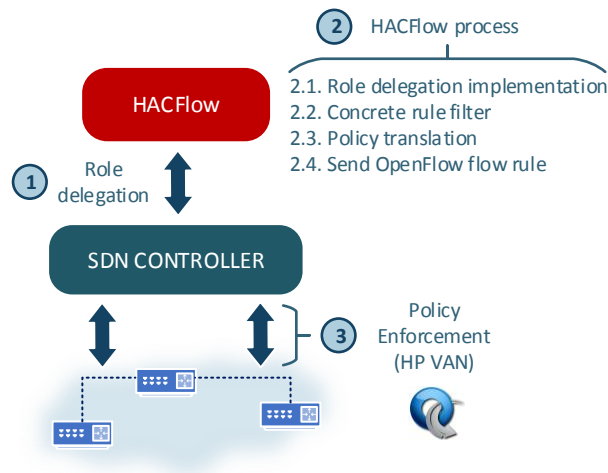 2 HACFlow process
HACFlow
2.1. Role delegation implementation
2.2. Concrete rule filter
2.3. Policy translation
2.4. Send OpenFlow flow rule
1 Role
delegation
SDN CONTROLLER
3 Policy
Enforcement
(HP VAN)